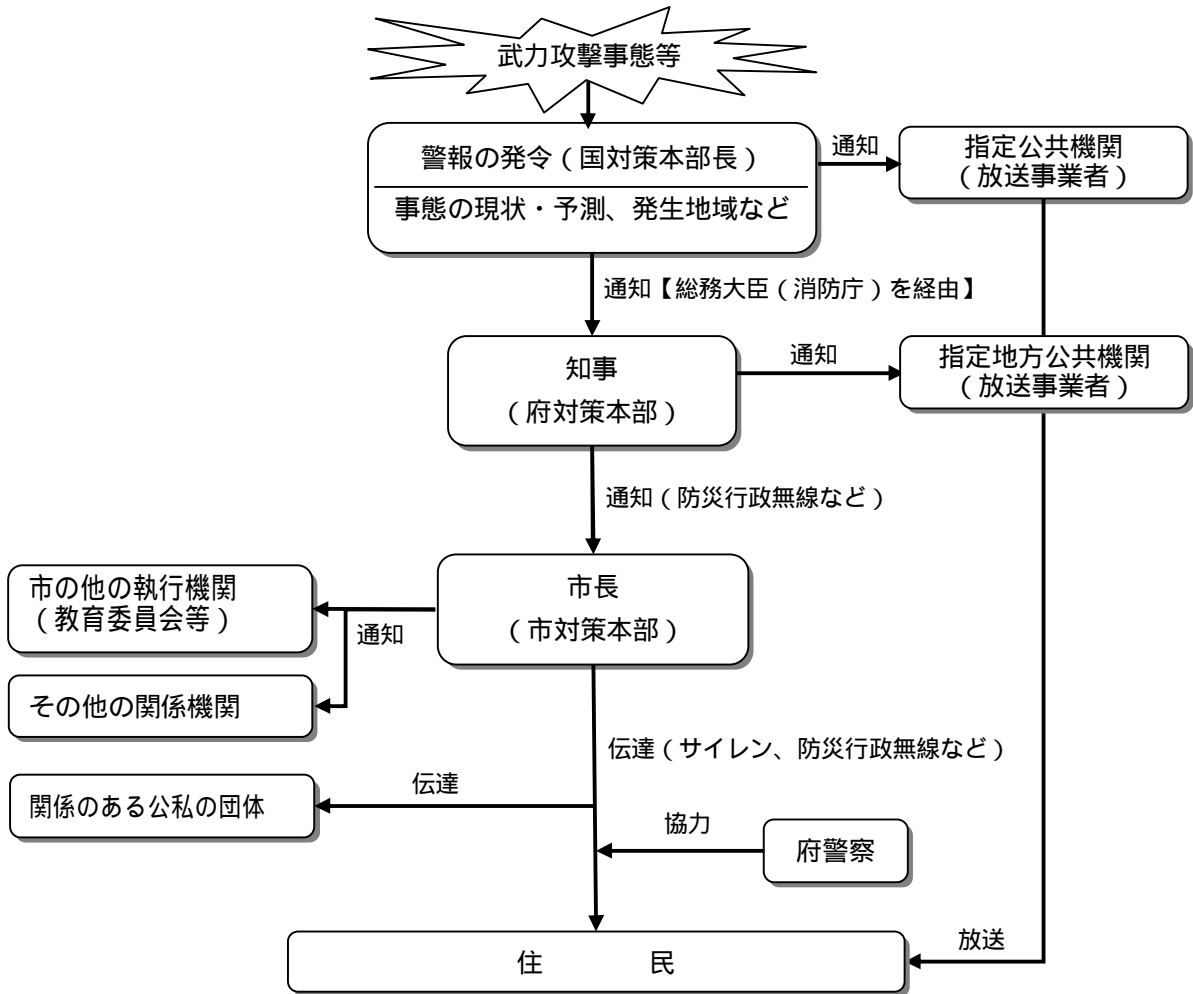 武力攻撃事態等
警報の発令（国対策本部長）
事態の現状・予測、発生地域など
通知
指定公共機関
（放送事業者）
通知【総務大臣（消防庁）を経由】
知事
（府対策本部）
通知
指定地方公共機関
（放送事業者）
通知（防災行政無線など）
市長
（市対策本部）
市の他の執行機関
（教育委員会等）
通知
その他の関係機関
伝達（サイレン、防災行政無線など）
関係のある公私の団体
伝達
協力
府警察
住　　　民
放送